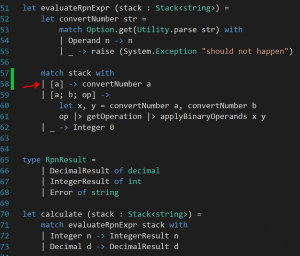 51 let evaluateRpnExpr (stack : Stack<string>) =
52 let convertNumber str =
53 match Option.get(Utility.parse str) with
54 | Operand n -> n
55 | _ -> raise (System.Exception "should not happen")
56
57 match stack with
58 | [a] -> convertNumber a
59 | [a; b; op] ->
60 let x, y = convertNumber a, convertNumber b
61 op |> getOperation |> applyBinaryOperands x y
62 | _ -> Integer 0
63
64
65 type RpnResult =
66 | DecimalResult of decimal
67 | IntegerResult of int
68 | Error of string
69
70 let calculate (stack : Stack<string>) =
71 match evaluateRpnExpr stack with
72 | Integer n -> IntegerResult n
73 | Decimal d -> DecimalResult d